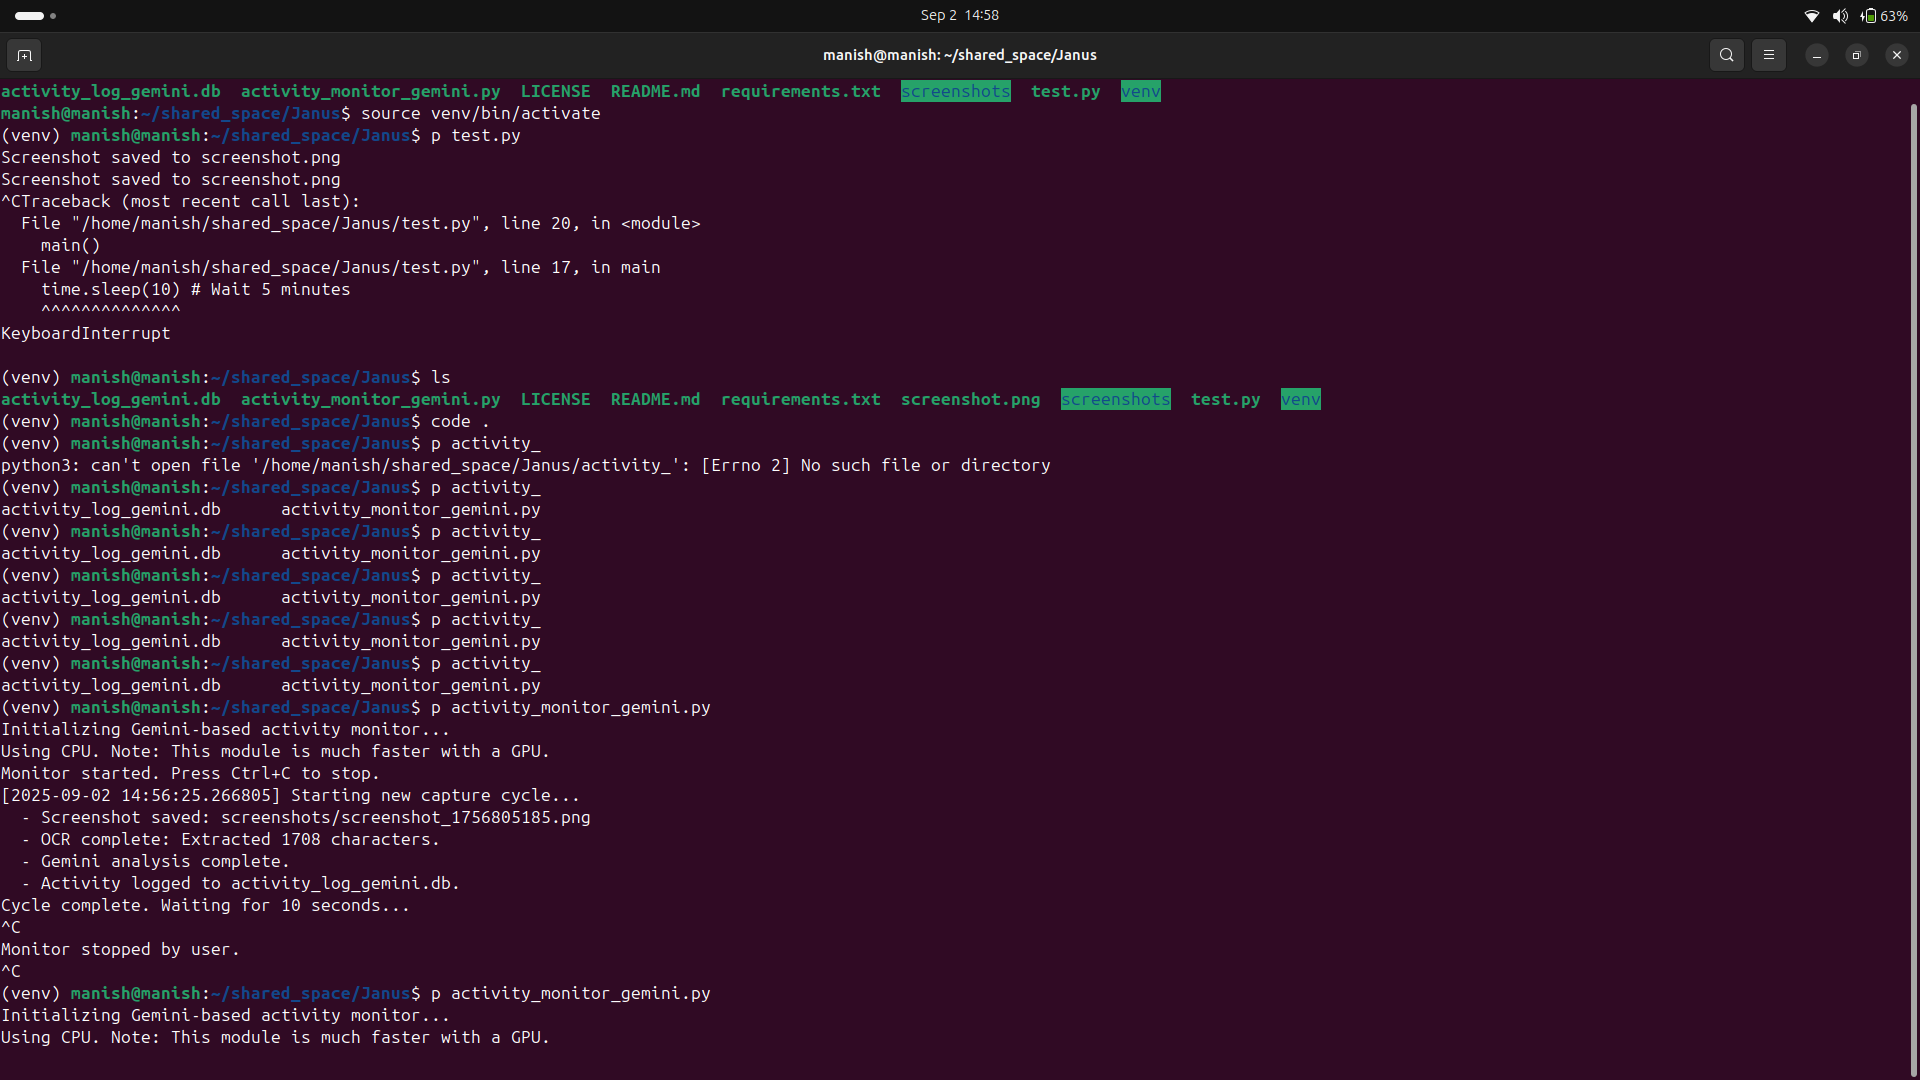 Sep 2 14:58
63%
manish@manish: ~/shared_space/Janus
activity_log_gemini.db  activity_monitor_gemini.py  LICENSE  README.md  requirements.txt  screenshots  test.py  venv
manish@manish:~/shared_space/Janus$ source venv/bin/activate
(venv) manish@manish:~/shared_space/Janus$ p test.py
Screenshot saved to screenshot.png
Screenshot saved to screenshot.png
^CTraceback (most recent call last):
  File "/home/manish/shared_space/Janus/test.py", line 20, in <module>
    main()
  File "/home/manish/shared_space/Janus/test.py", line 17, in main
    time.sleep(10) # Wait 5 minutes
    ^^^^^^^^^^^^^^
KeyboardInterrupt
(venv) manish@manish:~/shared_space/Janus$ ls
activity_log_gemini.db  activity_monitor_gemini.py  LICENSE  README.md  requirements.txt  screenshot.png  screenshots  test.py  venv
(venv) manish@manish:~/shared_space/Janus$ code .
(venv) manish@manish:~/shared_space/Janus$ p activity_
python3: can't open file '/home/manish/shared_space/Janus/activity_': [Errno 2] No such file or directory
(venv) manish@manish:~/shared_space/Janus$ p activity_
activity_log_gemini.db      activity_monitor_gemini.py
(venv) manish@manish:~/shared_space/Janus$ p activity_
activity_log_gemini.db      activity_monitor_gemini.py
(venv) manish@manish:~/shared_space/Janus$ p activity_
activity_log_gemini.db      activity_monitor_gemini.py
(venv) manish@manish:~/shared_space/Janus$ p activity_
activity_log_gemini.db      activity_monitor_gemini.py
(venv) manish@manish:~/shared_space/Janus$ p activity_
activity_log_gemini.db      activity_monitor_gemini.py
(venv) manish@manish:~/shared_space/Janus$ p activity_monitor_gemini.py
Initializing Gemini-based activity monitor...
Using CPU. Note: This module is much faster with a GPU.
Monitor started. Press Ctrl+C to stop.
[2025-09-02 14:56:25.266805] Starting new capture cycle...
  - Screenshot saved: screenshots/screenshot_1756805185.png
  - OCR complete: Extracted 1708 characters.
  - Gemini analysis complete.
  - Activity logged to activity_log_gemini.db.
Cycle complete. Waiting for 10 seconds...
^C
Monitor stopped by user.
^C
(venv) manish@manish:~/shared_space/Janus$ p activity_monitor_gemini.py
Initializing Gemini-based activity monitor...
Using CPU. Note: This module is much faster with a GPU.